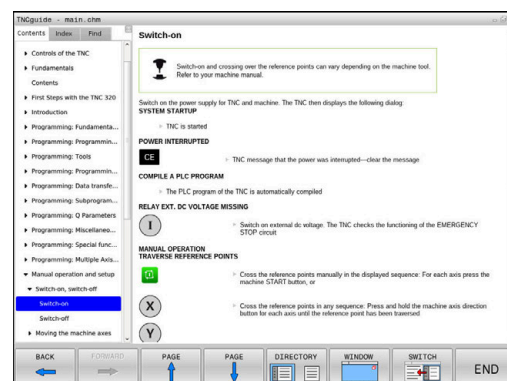 TNCguide - main.chm
Contents
Index
Find
Controls of the TNC
Fundamentals
Contents
First Steps with the TNC 320
Introduction
Programming: Fundamenta...
Programming: Programmin...
Programming: Tools
Programming: Programmin...
Programming: Data transfe...
Programming: Subprogram...
Programming: Q Parameters
Programming: Miscellaneo...
Programming: Special func...
Programming: Multiple Axis...
Manual operation and setup
Switch-on, switch-off
Switch-on
Switch-off
Moving the machine axes
Switch-on
Switch-on and crossing over the reference points can vary depending on the machine tool.
Refer to your machine manual.
Switch on the power supply for TNC and machine. The TNC then displays the following dialog:
SYSTEM STARTUP
TNC is started
POWER INTERRUPTED
CE
TNC message that the power was interrupted—clear the message
COMPILE A PLC PROGRAM
The PLC program of the TNC is automatically compiled
RELAY EXT. DC VOLTAGE MISSING
I
Switch on external dc voltage. The TNC checks the functioning of the EMERGENCY
STOP circuit
MANUAL OPERATION
TRAVERSE REFERENCE POINTS
Cross the reference points manually in the displayed sequence: For each axis press the
machine START button, or
X
Cross the reference points in any sequence: Press and hold the machine axis direction
button for each axis until the reference point has been traversed
Y
BACK
FORWARD
PAGE
PAGE
DIRECTORY
WINDOW
SWITCH
END